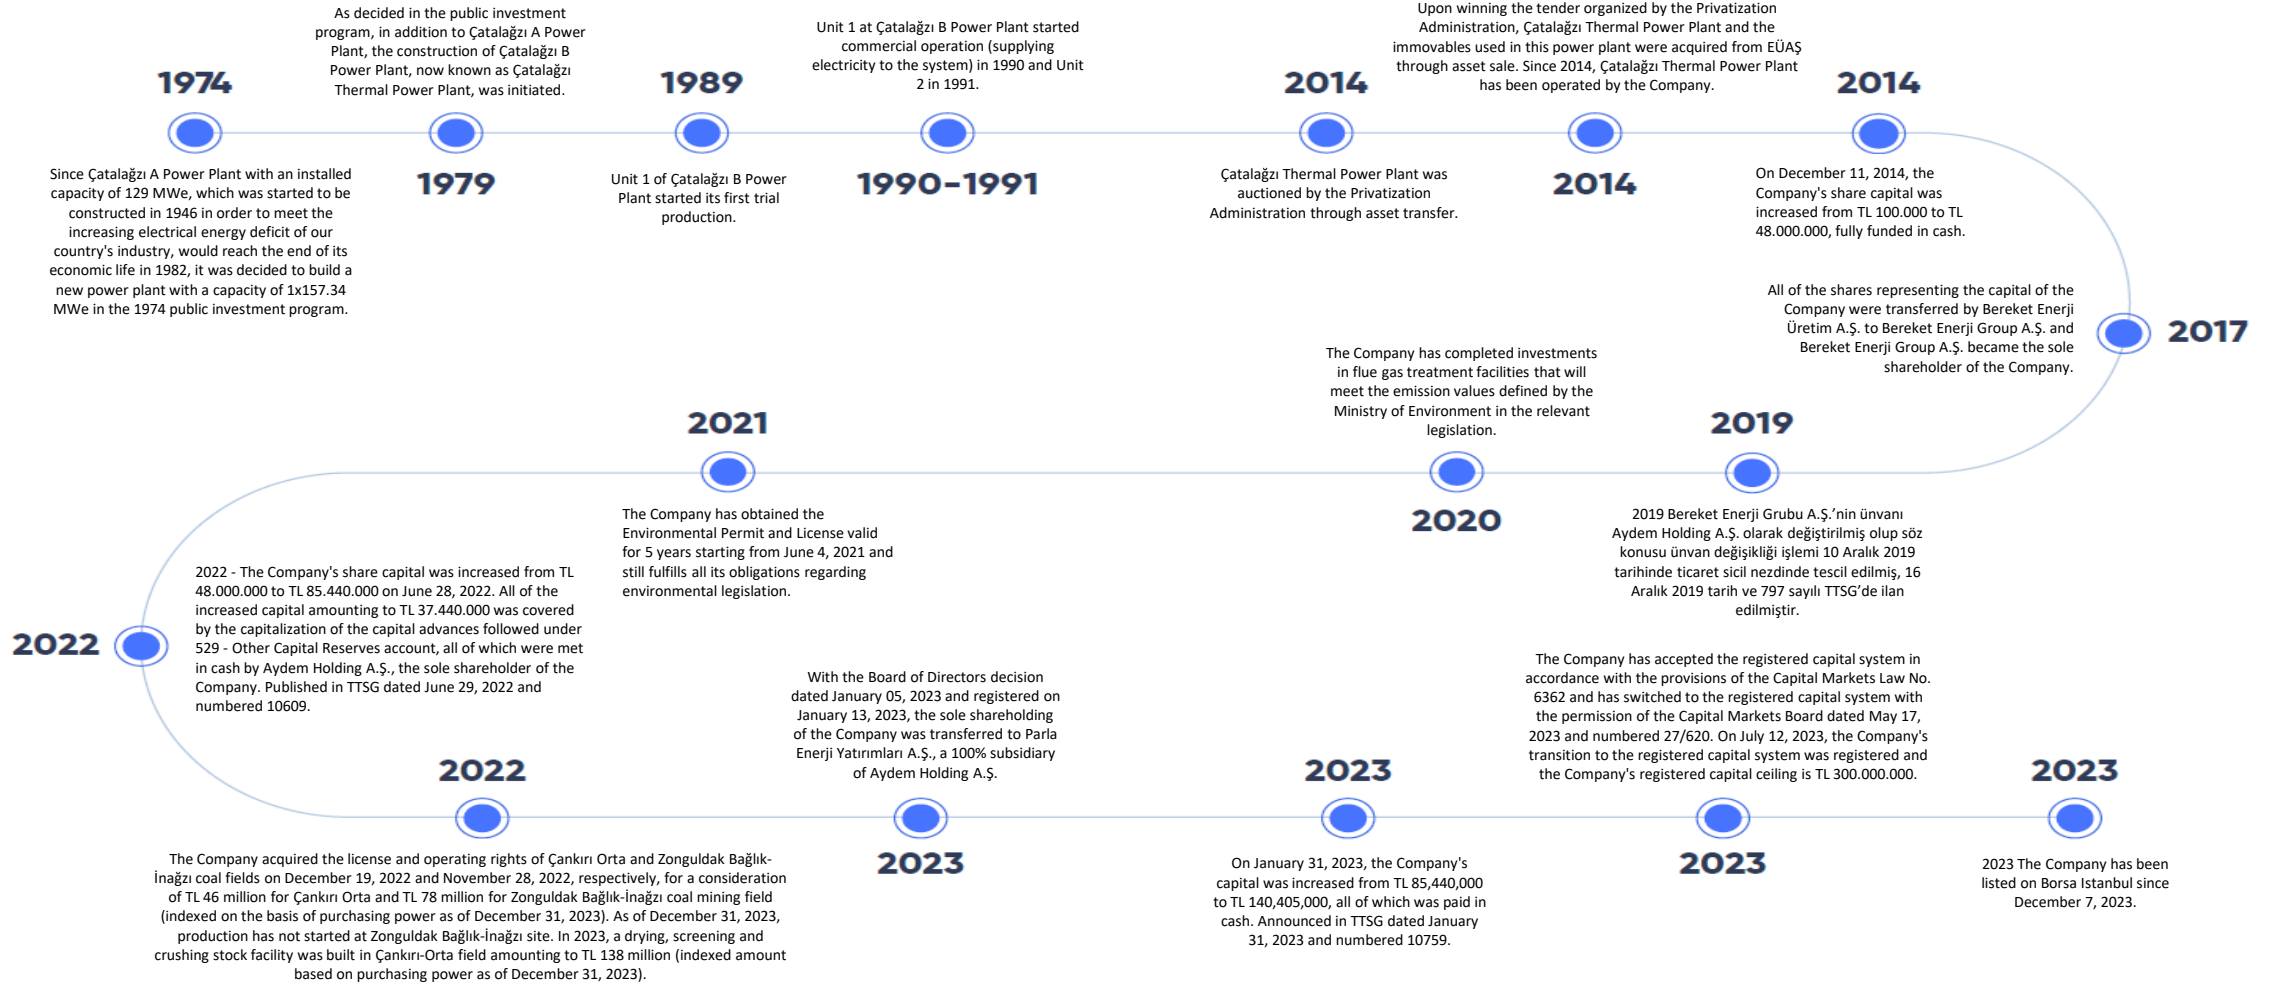 1974
Since Çatalağzı A Power Plant with an installed
capacity of 129 MWe, which was started to be
constructed in 1946 in order to meet the
increasing electrical energy deficit of our
country's industry, would reach the end of its
economic life in 1982, it was decided to build a
new power plant with a capacity of 1x157.34
MWe in the 1974 public investment program.
As decided in the public investment
program, in addition to Çatalağzı A Power
Plant, the construction of Çatalağzı B
Power Plant, now known as Çatalağzı
Thermal Power Plant, was initiated.
1979
1989
Unit 1 of Çatalağzı B Power
Plant started its first trial
production.
Unit 1 at Çatalağzı B Power Plant started
commercial operation (supplying
electricity to the system) in 1990 and Unit
2 in 1991.
1990-1991
2014
Çatalağzı Thermal Power Plant was
auctioned by the Privatization
Administration through asset transfer.
Upon winning the tender organized by the Privatization
Administration, Çatalağzı Thermal Power Plant and the
immovables used in this power plant were acquired from EÜAŞ
through asset sale. Since 2014, Çatalağzı Thermal Power Plant
has been operated by the Company.
2014
2014
On December 11, 2014, the
Company's share capital was
increased from TL 100.000 to TL
48.000.000, fully funded in cash.
All of the shares representing the capital of the
Company were transferred by Bereket Enerji
Üretim A.Ş. to Bereket Enerji Group A.Ş. and
Bereket Enerji Group A.Ş. became the sole
shareholder of the Company.
2017
2019
2019 Bereket Enerji Grubu A.Ş.’nin ünvanı
Aydem Holding A.Ş. olarak değiştirilmiş olup söz
konusu ünvan değişikliği işlemi 10 Aralık 2019
tarihinde ticaret sicil nezdinde tescil edilmiş, 16
Aralık 2019 tarih ve 797 sayılı TTSG’de ilan
edilmiştir.
The Company has completed investments
in flue gas treatment facilities that will
meet the emission values defined by the
Ministry of Environment in the relevant
legislation.
2020
2021
The Company has obtained the
Environmental Permit and License valid
for 5 years starting from June 4, 2021 and
still fulfills all its obligations regarding
environmental legislation.
2022
2022 - The Company's share capital was increased from TL
48.000.000 to TL 85.440.000 on June 28, 2022. All of the
increased capital amounting to TL 37.440.000 was covered
by the capitalization of the capital advances followed under
529 - Other Capital Reserves account, all of which were met
in cash by Aydem Holding A.Ş., the sole shareholder of the
Company. Published in TTSG dated June 29, 2022 and
numbered 10609.
2022
The Company acquired the license and operating rights of Çankırı Orta and Zonguldak Bağlık-
İnağzı coal fields on December 19, 2022 and November 28, 2022, respectively, for a consideration
of TL 46 million for Çankırı Orta and TL 78 million for Zonguldak Bağlık-İnağzı coal mining field
(indexed on the basis of purchasing power as of December 31, 2023). As of December 31, 2023,
production has not started at Zonguldak Bağlık-İnağzı site. In 2023, a drying, screening and
crushing stock facility was built in Çankırı-Orta field amounting to TL 138 million (indexed amount
based on purchasing power as of December 31, 2023).
With the Board of Directors decision
dated January 05, 2023 and registered on
January 13, 2023, the sole shareholding
of the Company was transferred to Parla
Enerji Yatırımları A.Ş., a 100% subsidiary
of Aydem Holding A.Ş.
2023
2023
On January 31, 2023, the Company's
capital was increased from TL 85,440,000
to TL 140,405,000, all of which was paid in
cash. Announced in TTSG dated January
31, 2023 and numbered 10759.
The Company has accepted the registered capital system in
accordance with the provisions of the Capital Markets Law No.
6362 and has switched to the registered capital system with
the permission of the Capital Markets Board dated May 17,
2023 and numbered 27/620. On July 12, 2023, the Company's
transition to the registered capital system was registered and
the Company's registered capital ceiling is TL 300.000.000.
2023
2023
2023 The Company has been
listed on Borsa Istanbul since
December 7, 2023.